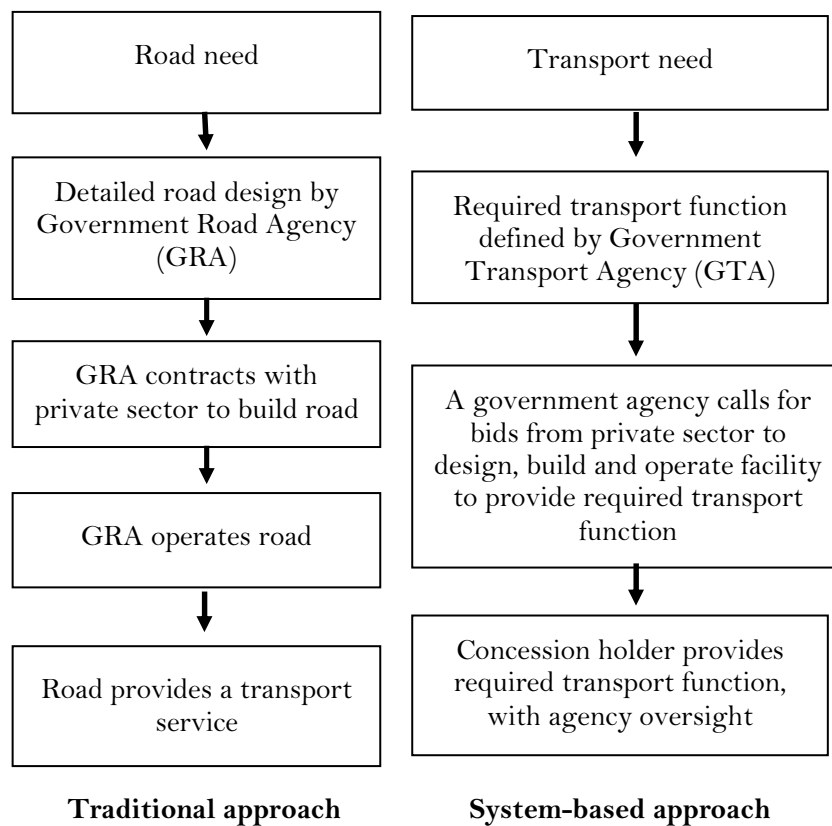 Road need
Detailed road design by
Government Road Agency
(GRA)
GRA contracts with
private sector to build road
GRA operates road
Road provides a transport
service
Traditional approach
Transport need
Required transport function
defined by Government
Transport Agency (GTA)
A government agency calls for
bids from private sector to
design, build and operate facility
to provide required transport
function
Concession holder provides
required transport function,
with agency oversight
System-based approach